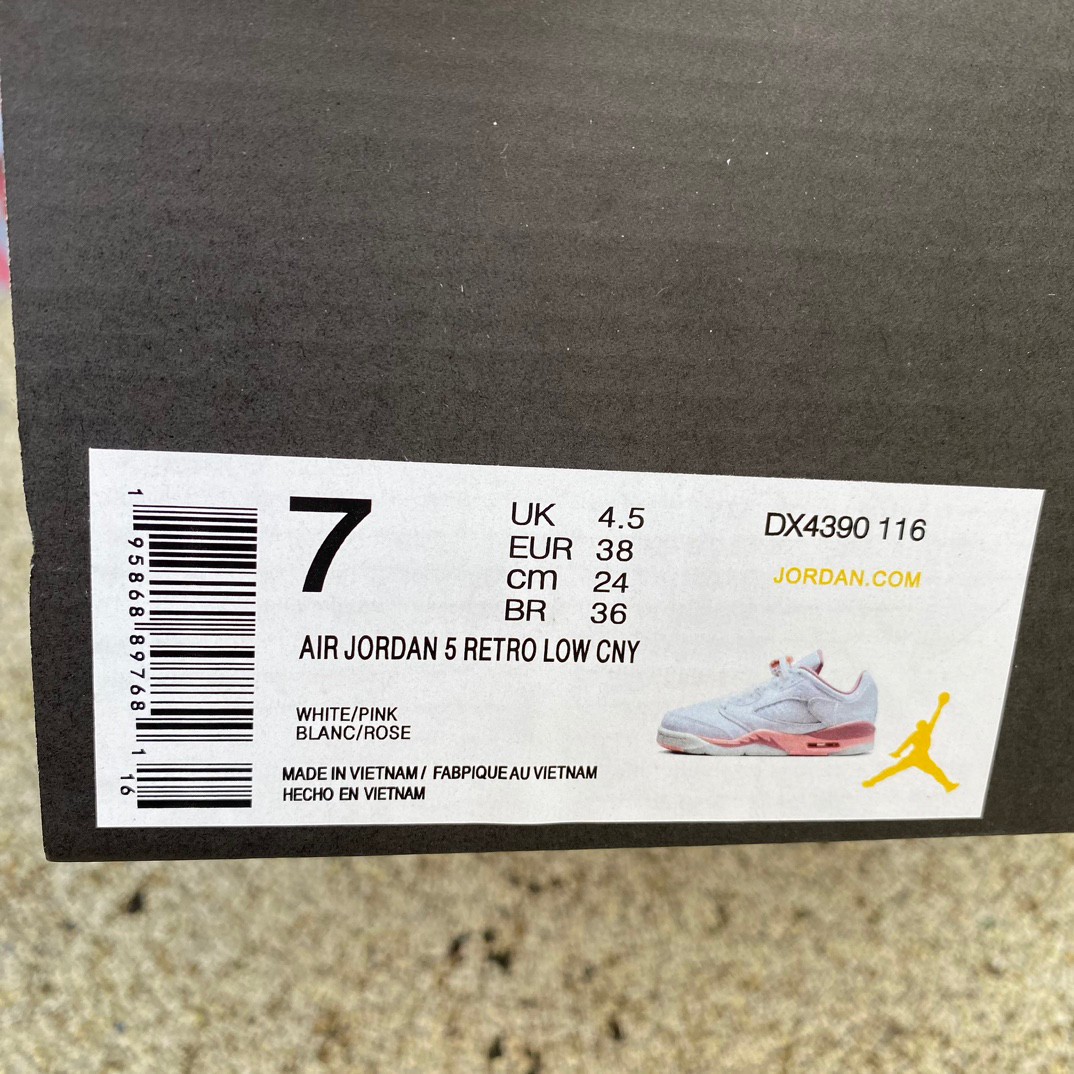 7
UK 4.5
EUR 38
cm 24
BR 36
DX4390 116
JORDAN.COM
AIR JORDAN 5 RETRO LOW CNY
WHITE/PINK
BLANC/ROSE
MADE IN VIETNAM / FABPIQUE AU VIETNAM
HECHO EN VIETNAM
1 95868 89768 1 16